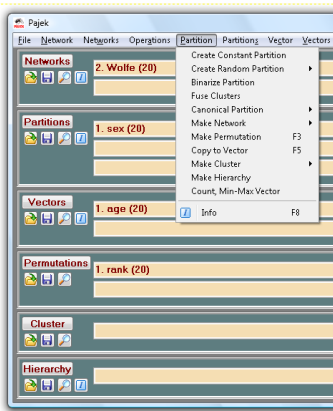 Pajek
File Network Networks Operations Partition Partitions Vector Vectors
Networks
2. Wolfe (20)
Partitions
1. sex (20)
Vectors
1. age (20)
Permutations
1. rank (20)
Cluster
Hierarchy
Create Constant Partition
Create Random Partition
Binarize Partition
Fuse Clusters
Canonical Partition
Make Network
Make Permutation F3
Copy to Vector F5
Make Cluster
Make Hierarchy
Count, Min-Max Vector
Info F8